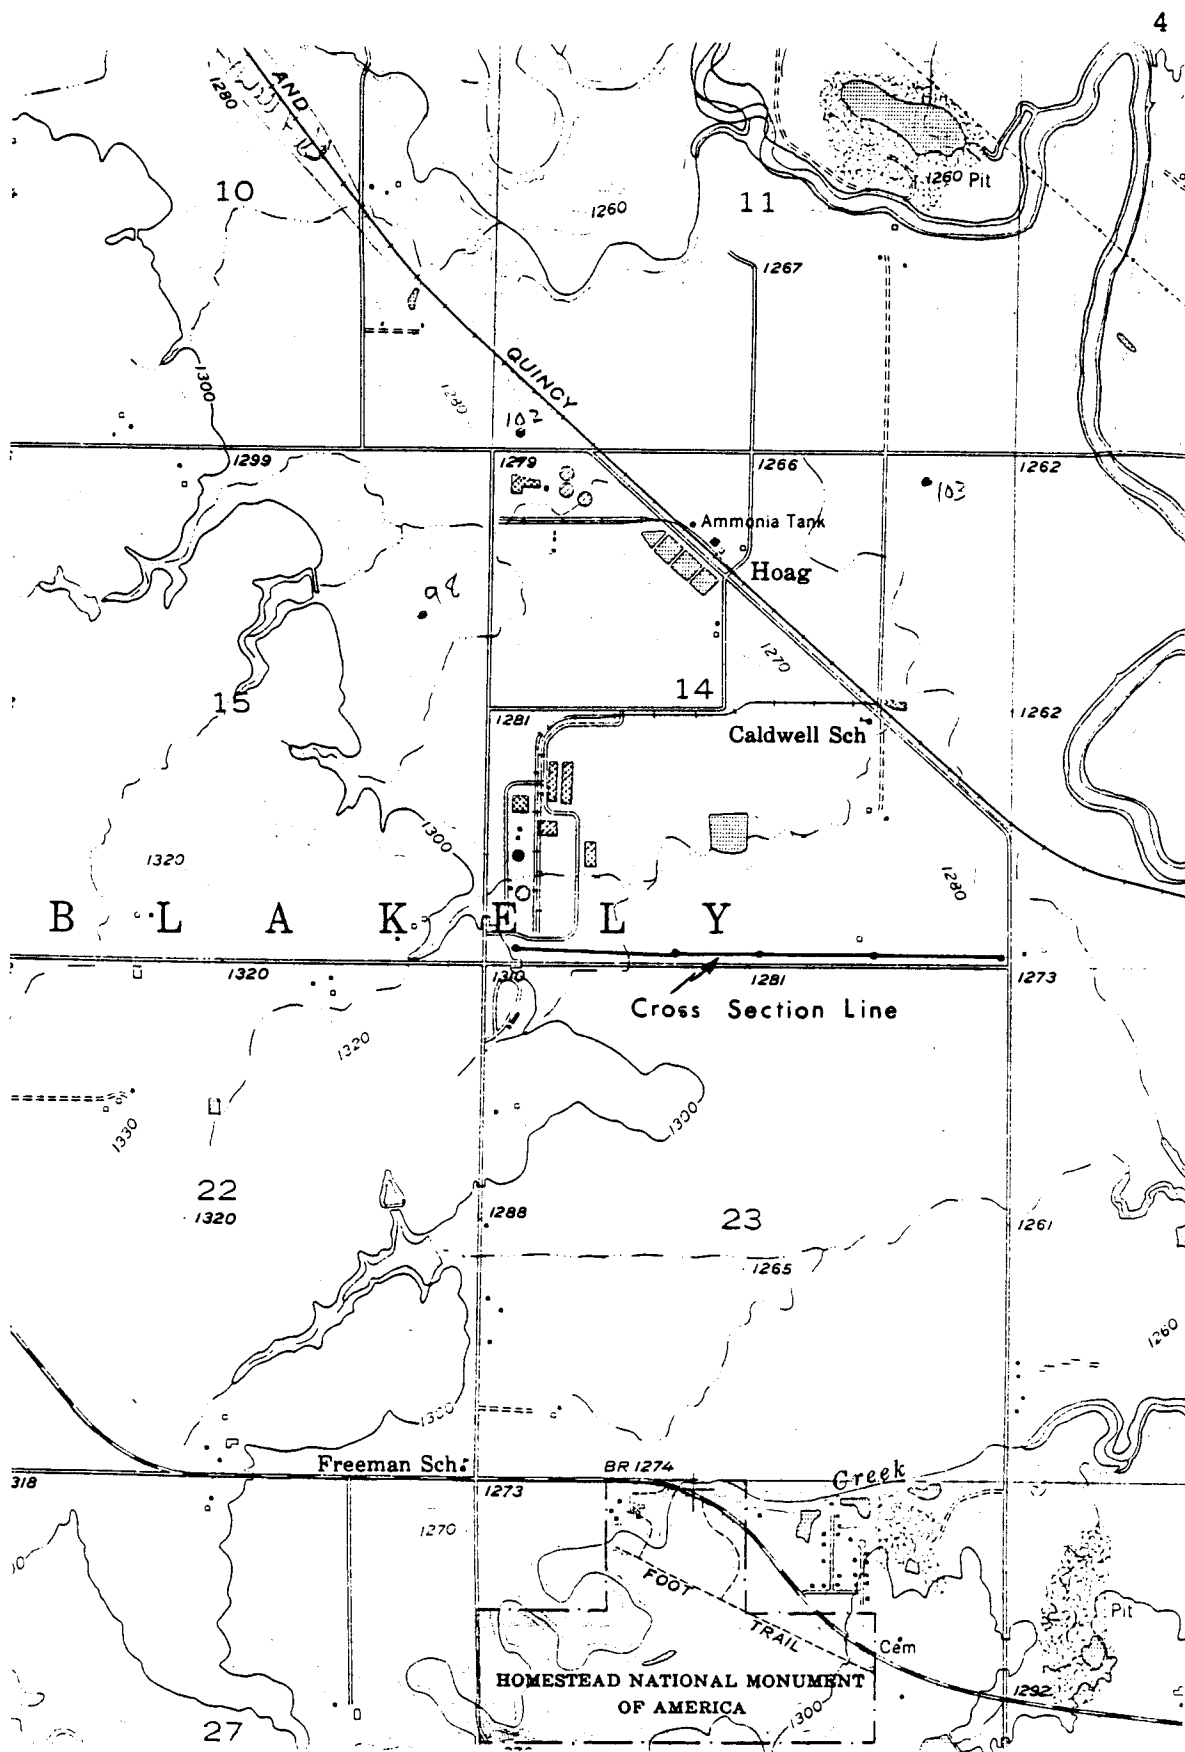 4
AND
1280
10
1260
11
1260 Pit
1267
QUINCY
1300
1280
102
1299
1279
1266
1262
103
Ammonia Tank
Hoag
98
1270
15
14
1281
1262
Caldwell Sch
1300
1320
1280
B L A K E L Y
1320
1310
1281
1273
Cross Section Line
1320
1330
1300
22
1320
1288
23
1261
1265
1260
1300
Freeman Sch
BR 1274
Creek
318
1273
1270
FOOT
TRAIL
Pit
Cem
HOMESTEAD NATIONAL MONUMENT
OF AMERICA
1292
1300
27